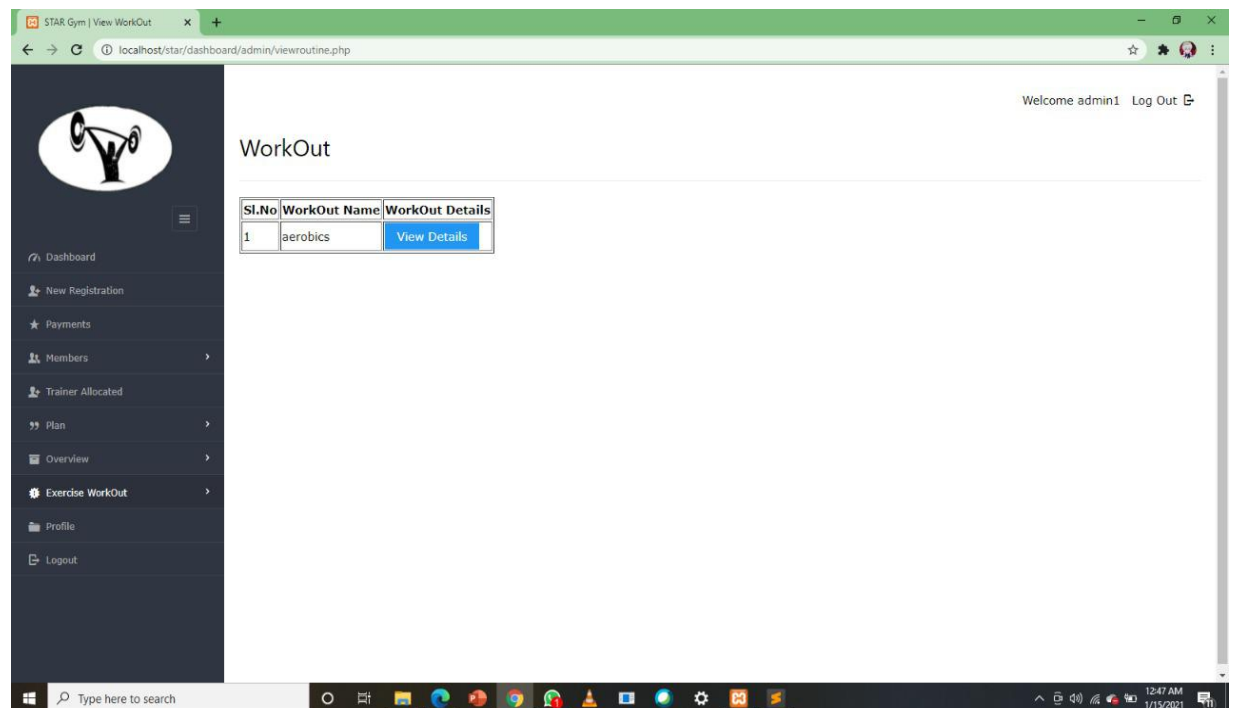 STAR Gym | View WorkOut
localhost/star/dashboard/admin/viewroutine.php
Welcome admin1 Log Out
WorkOut
Sl.No WorkOut Name WorkOut Details
1 aerobics View Details
Dashboard
New Registration
Payments
Members
Trainer Allocated
Plan
Overview
Exercise WorkOut
Profile
Logout
Type here to search
12:47 AM
1/15/2021